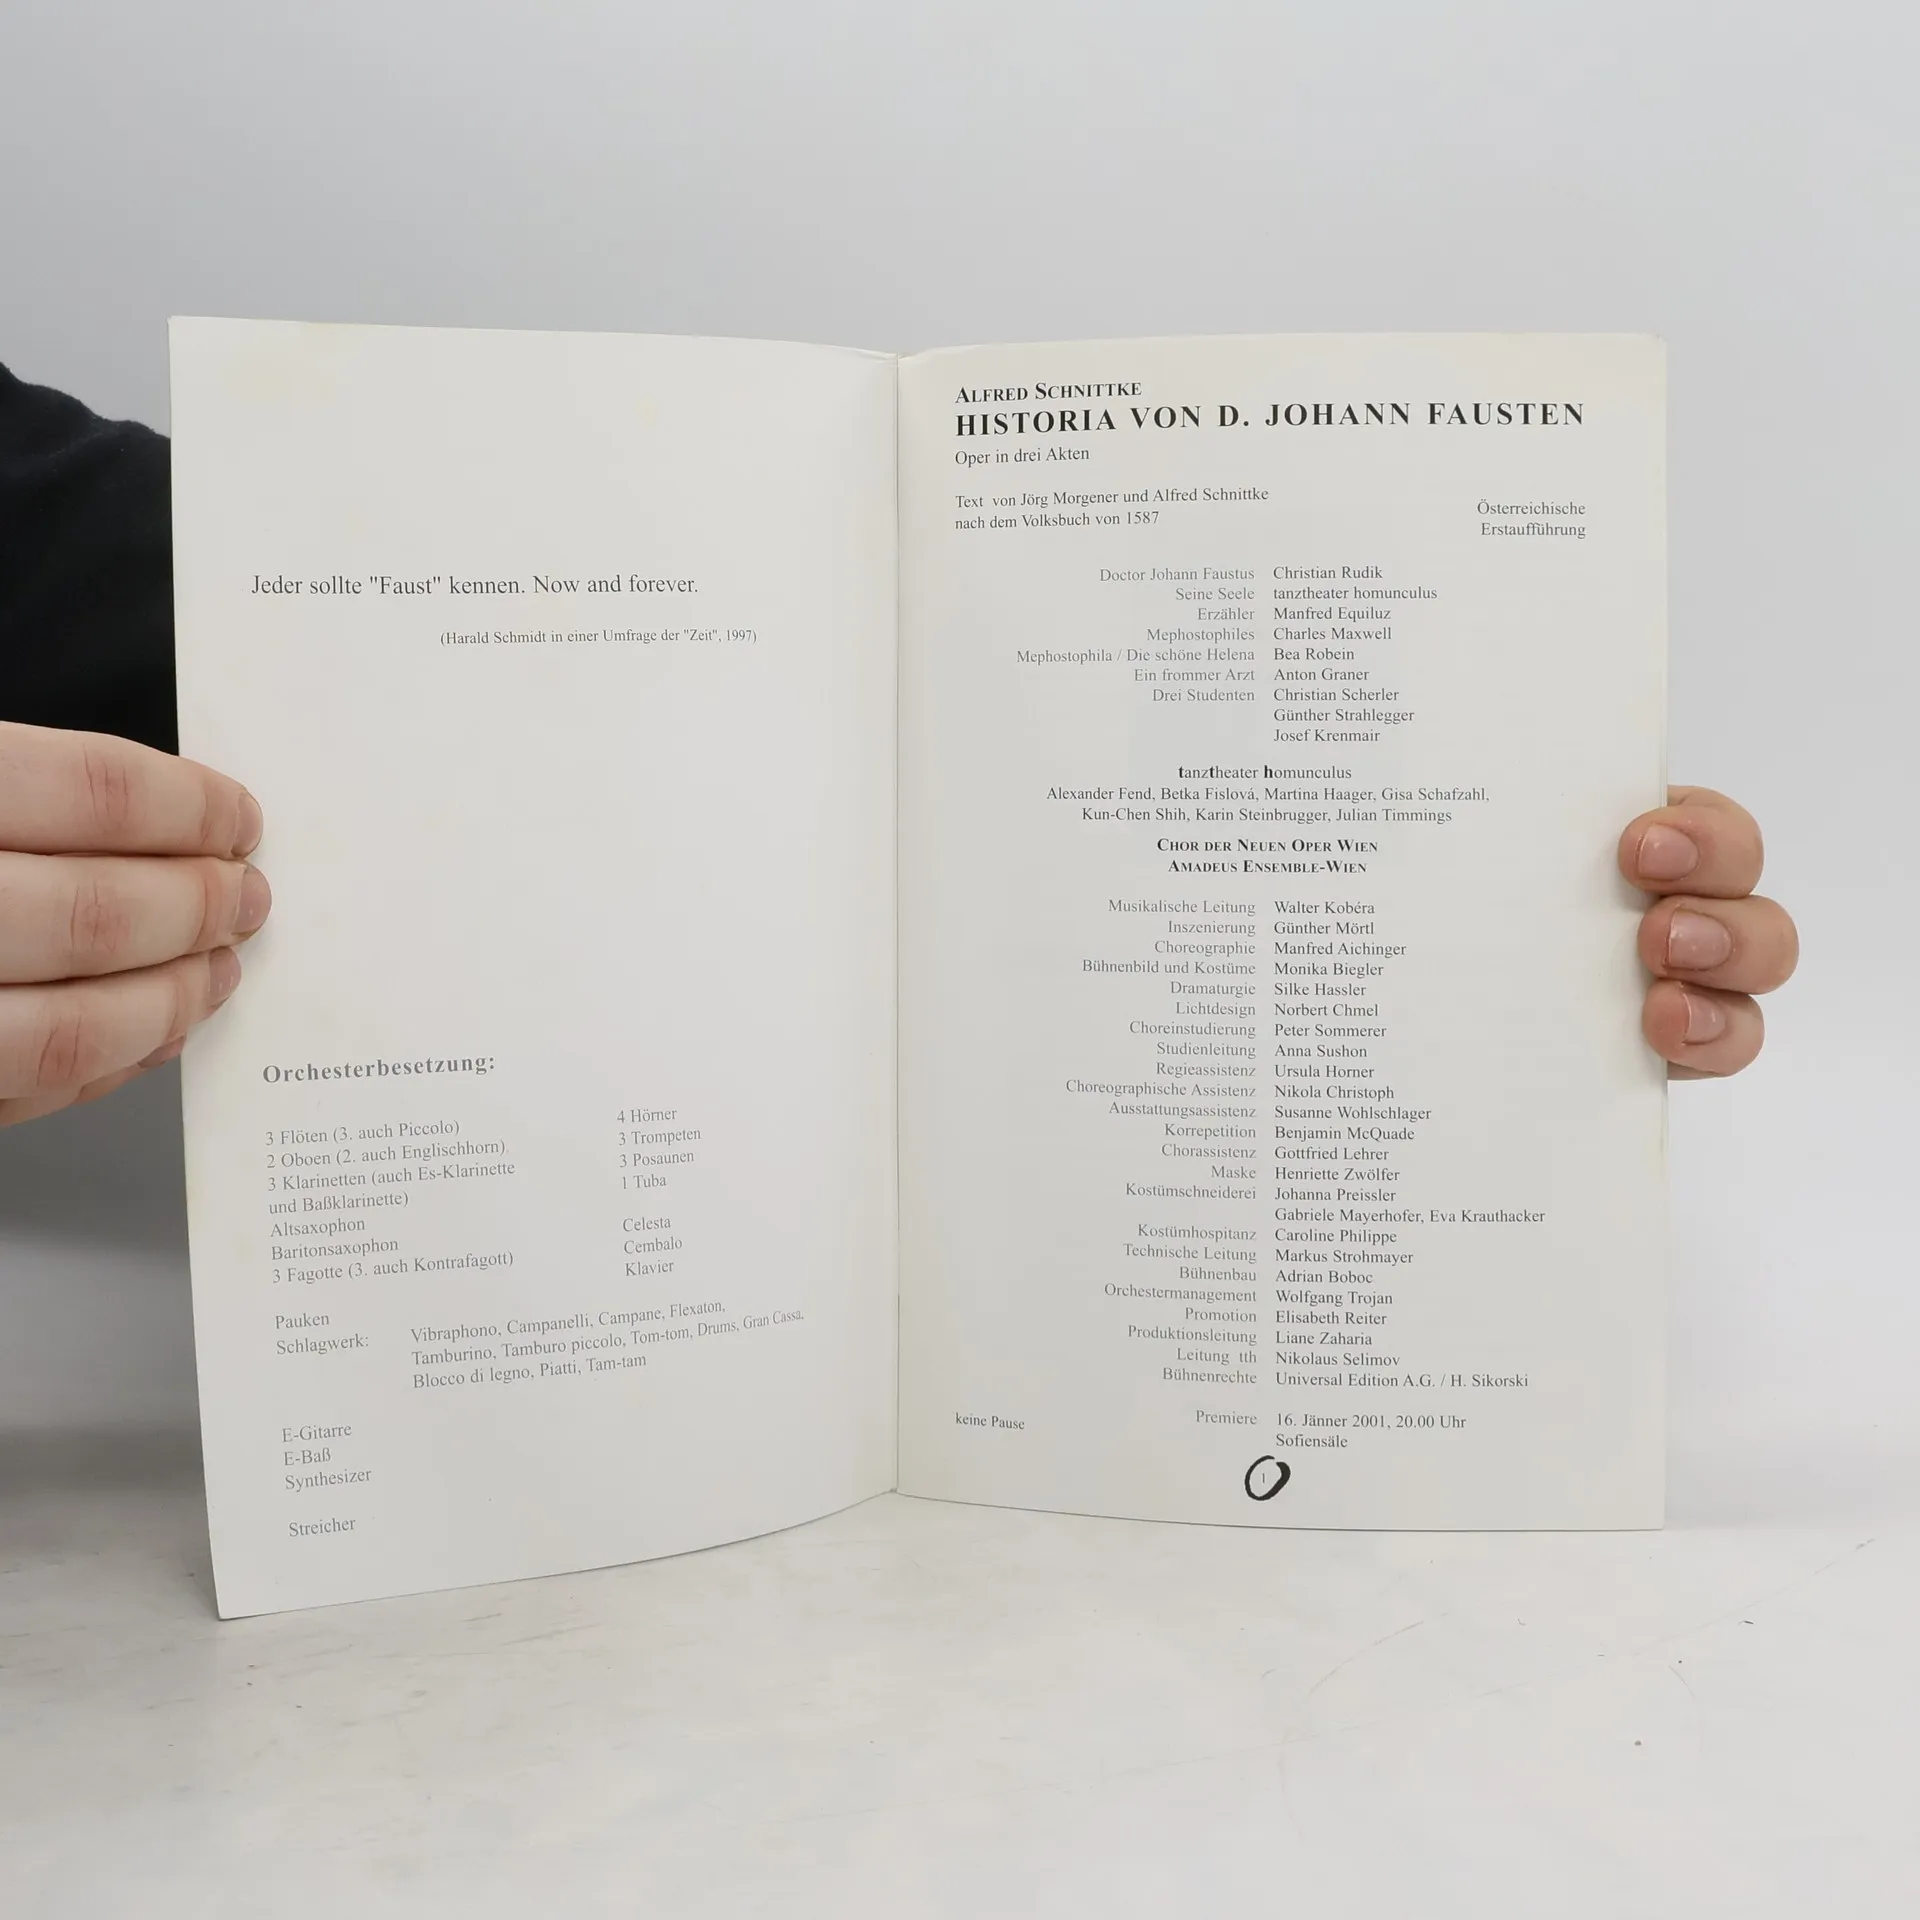 Jeder sollte "Faust" kennen. Now and forever.
(Harald Schmidt in einer Umfrage der "Zeit", 1997)
Orchesterbesetzung:
3 Flöten (3. auch Piccolo)
2 Oboen (2. auch Englischhorn)
3 Klarinetten (auch Es-Klarinette
und Baßklarinette)
Altsaxophon
Baritonsaxophon
3 Fagotte (3. auch Kontrafagott)
4 Hörner
3 Trompeten
3 Posaunen
1 Tuba
Celesta
Cembalo
Klavier
Pauken
Schlagwerk: Vibraphono, Campanelli, Campane, Flexaton,
Tamburino, Tamburo piccolo, Tom-tom, Drums, Gran Cassa,
Blocco di legno, Piatti, Tam-tam
E-Gitarre
E-Baß
Synthesizer
Streicher
ALFRED SCHNITTKE
HISTORIA VON D. JOHANN FAUSTEN
Oper in drei Akten
Text von Jörg Morgener und Alfred Schnittke
nach dem Volksbuch von 1587
Österreichische
Erstaufführung
Doctor Johann Faustus Christian Rudik
Seine Seele tanztheater homunculus
Erzähler Manfred Equiluz
Mephostophiles Charles Maxwell
Mephostophila / Die schöne Helena Bea Robein
Ein frommer Arzt Anton Graner
Drei Studenten Christian Scherler
Günther Strahlegger
Josef Krenmair
tanztheater homunculus
Alexander Fend, Betka Fislová, Martina Haager, Gisa Schafzahl,
Kun-Chen Shih, Karin Steinbrugger, Julian Timmings
CHOR DER NEUEN OPER WIEN
AMADEUS ENSEMBLE-WIEN
Musikalische Leitung Walter Kobéra
Inszenierung Günther Mörtl
Choreographie Manfred Aichinger
Bühnenbild und Kostüme Monika Biegler
Dramaturgie Silke Hassler
Lichtdesign Norbert Chmel
Choreinstudierung Peter Sommerer
Studienleitung Anna Sushon
Regieassistenz Ursula Horner
Choreographische Assistenz Nikola Christoph
Ausstattungsassistenz Susanne Wohlschlager
Korrepetition Benjamin McQuade
Chorassistenz Gottfried Lehrer
Maske Henriette Zwölfer
Kostümschneiderei Johanna Preissler
Gabriele Mayerhofer, Eva Krauthacker
Kostümhospitanz Caroline Philippe
Technische Leitung Markus Strohmayer
Bühnenbau Adrian Boboc
Orchestermanagement Wolfgang Trojan
Promotion Elisabeth Reiter
Produktionsleitung Liane Zaharia
Leitung tth Nikolaus Selimov
Bühnenrechte Universal Edition A.G. / H. Sikorski
keine Pause Premiere 16. Jänner 2001, 20.00 Uhr
Sofiensäle
1